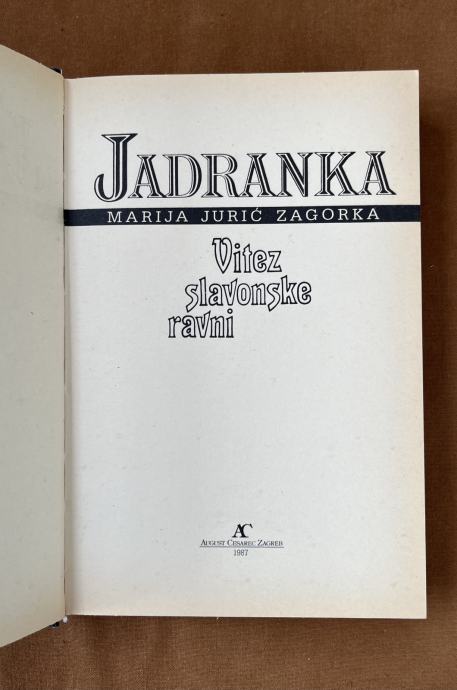 JADRANKA
MARIJA JURIĆ ZAGORKA
Vitez
slavonske
ravni
AC
AUGUST CESAREC ZAGREB
1987